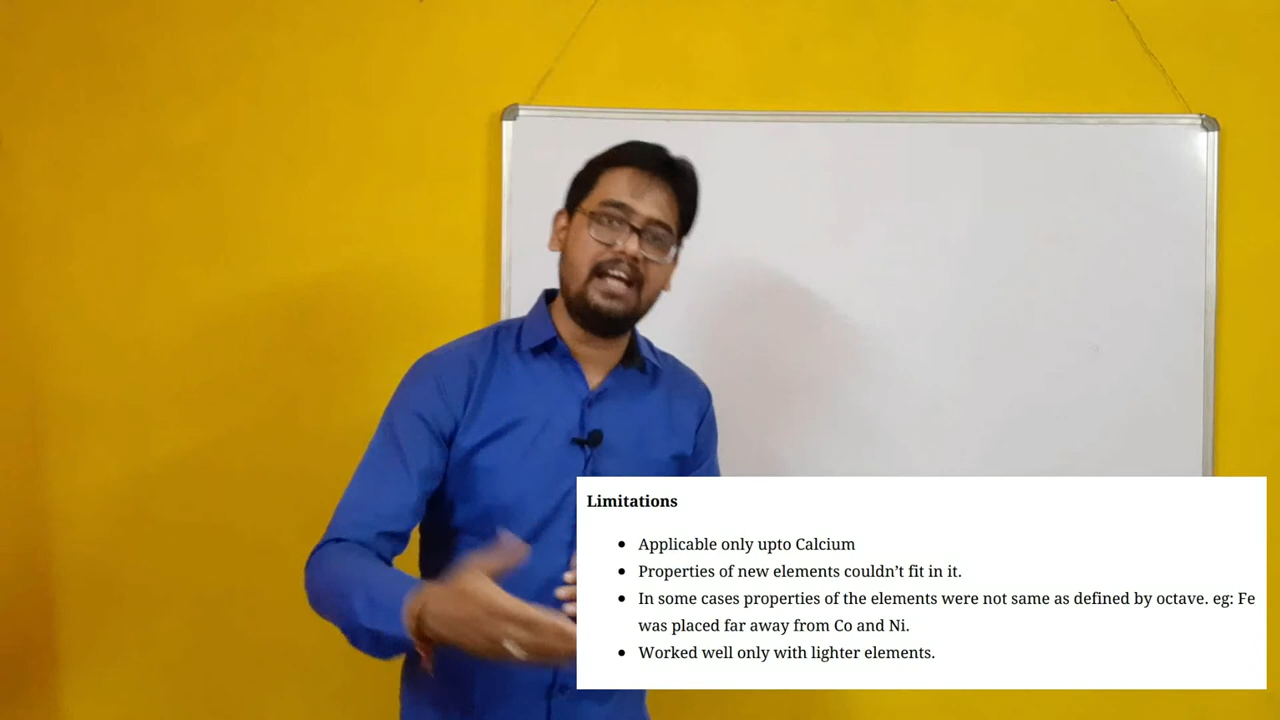 Limitations
Applicable only upto Calcium
Properties of new elements couldn’t fit in it.
In some cases properties of the elements were not same as defined by octave. eg: Fe
was placed far away from Co and Ni.
Worked well only with lighter elements.